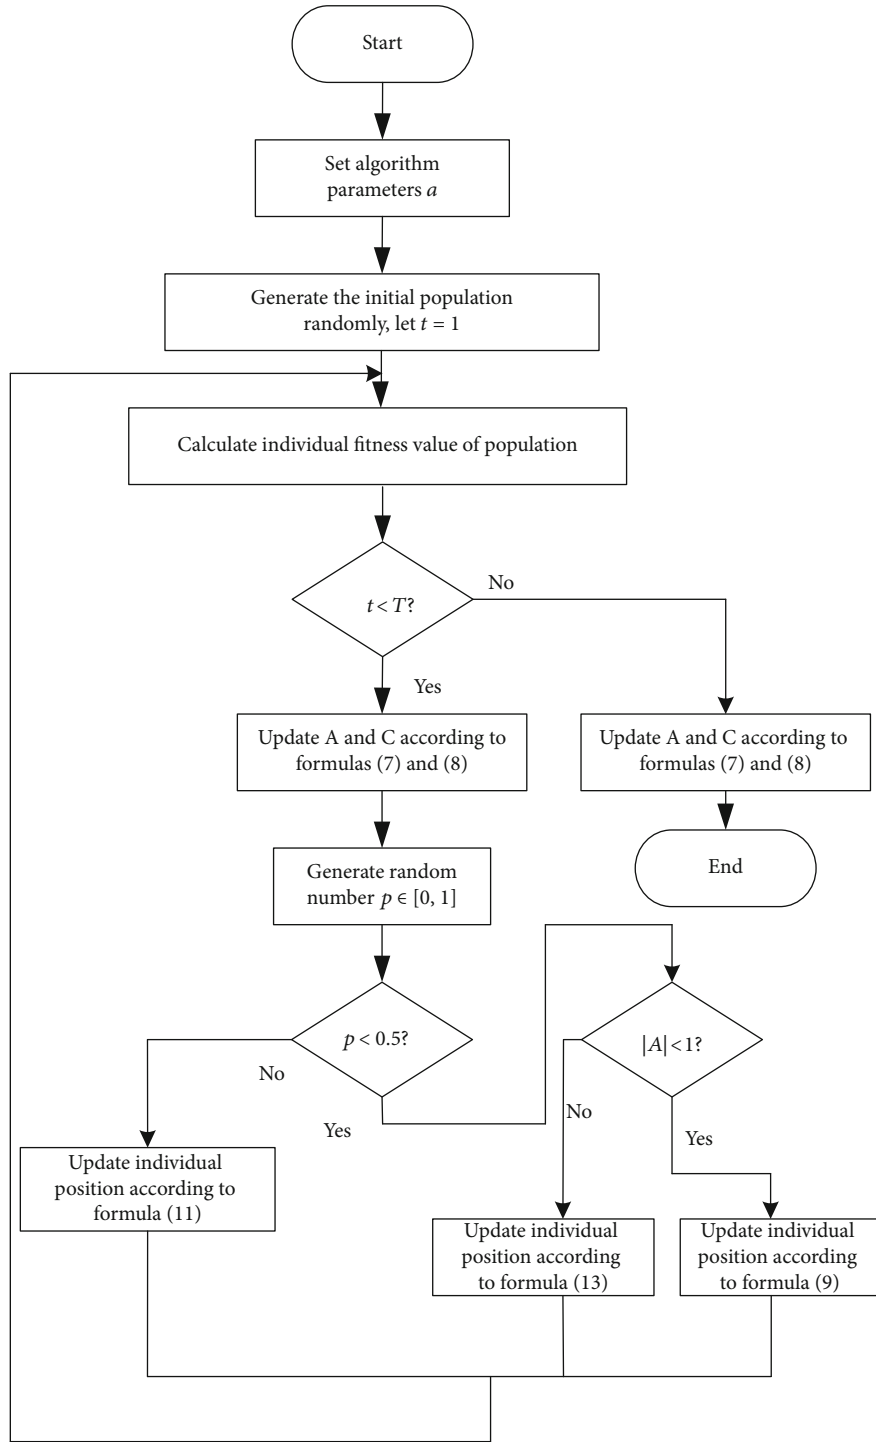 Start
Set algorithm
parameters a
Generate the initial population
randomly, let t = 1
Calculate individual fitness value of population
t < T?
No
Yes
Update A and C according to
formulas (7) and (8)
Update A and C according to
formulas (7) and (8)
Generate random
number p ∈ [0, 1]
End
p < 0.5?
|A| < 1?
No
Yes
No
Yes
Update individual
position according to
formula (11)
Update individual
position according
to formula (13)
Update individual
position according
to formula (9)